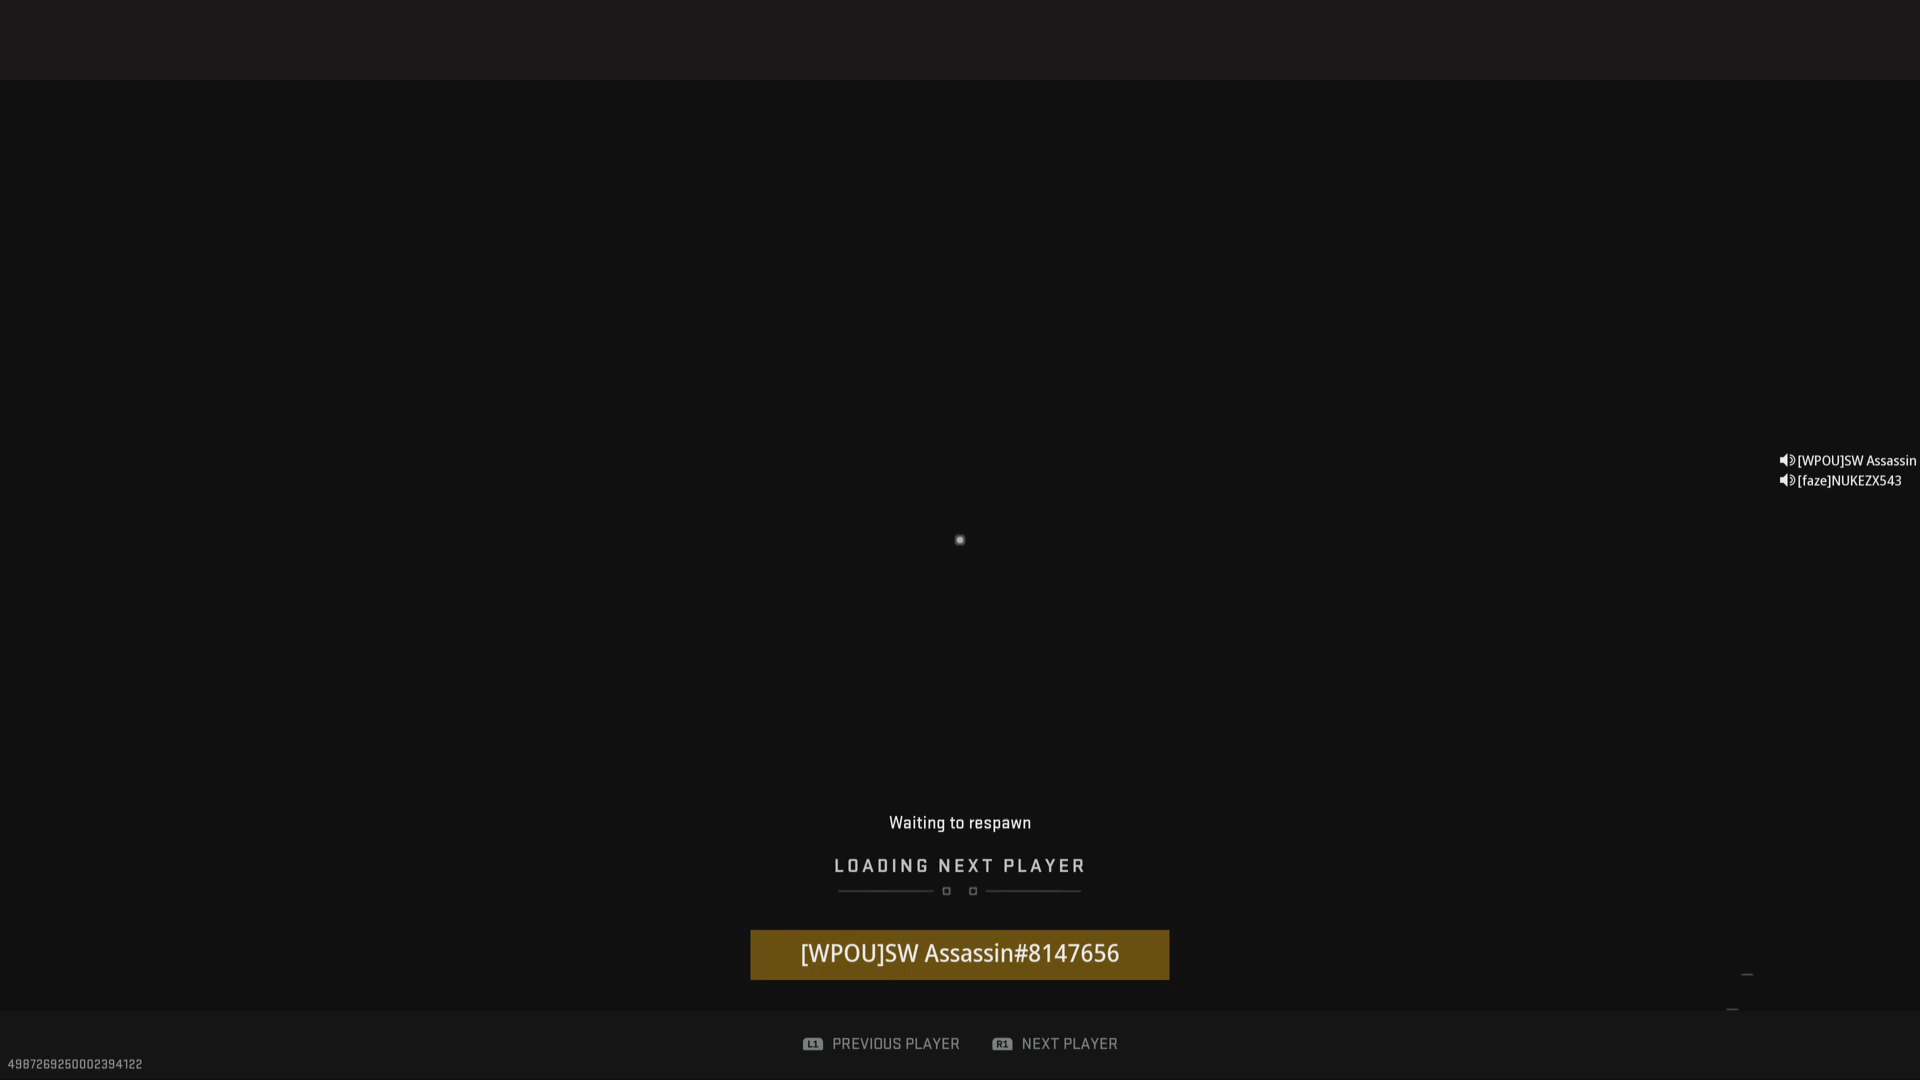 [WPOU]SW Assassin
[faze]NUKEZX543
Waiting to respawn
LOADING NEXT PLAYER
[WPOU]SW Assassin#8147656
L1 PREVIOUS PLAYER R1 NEXT PLAYER
4987269250002394122